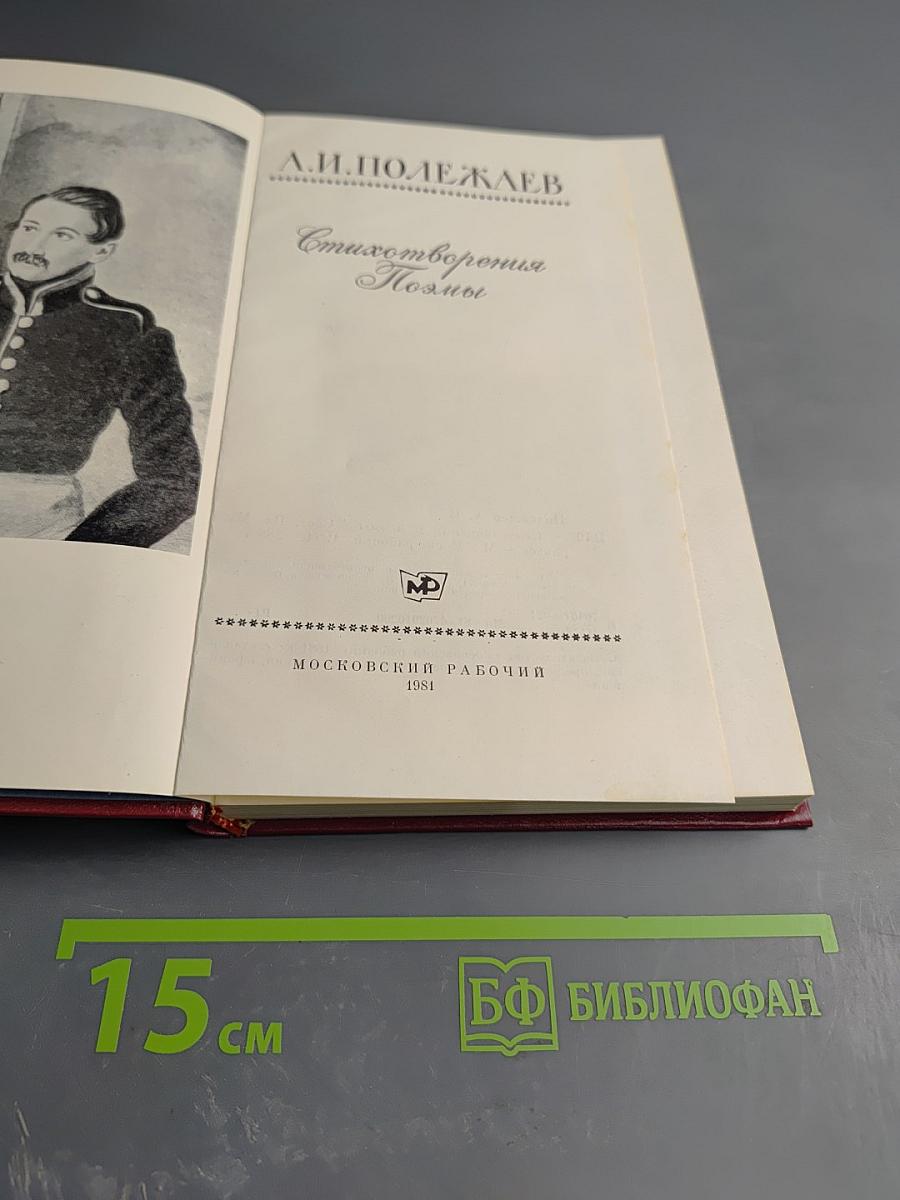 А.И.ПОЛЕЖАЕВ
Стихотворения
Поэмы
МР
МОСКОВСКИЙ РАБОЧИЙ
1981
15 см
БФ БИБЛИОФАН